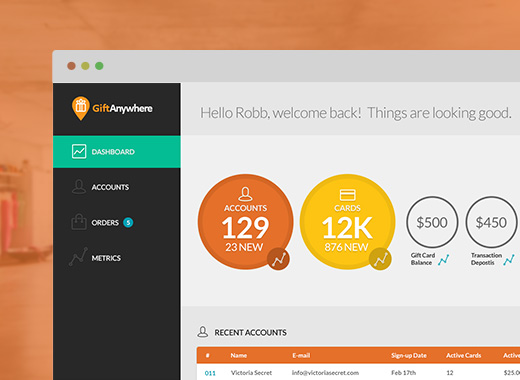 GiftAnywhere
Hello Robb, welcome back! Things are looking good.
DASHBOARD
ACCOUNTS
ORDERS 5
METRICS
ACCOUNTS
129
23 NEW
CARDS
12K
876 NEW
$500
Gift Card
Balance
$450
Transaction
Depostis
RECENT ACCOUNTS
# Name E-mail Sign-up Date Active Cards Active
011 Victoria Secret info@victoriasecret.com Feb 17th 12 $25.0